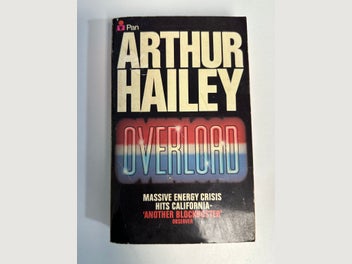 Pan
ARTHUR
HAILEY
OVERLOAD
MASSIVE ENERGY CRISIS
HITS CALIFORNIA-
'ANOTHER BLOCKBUSTER'
OBSERVER